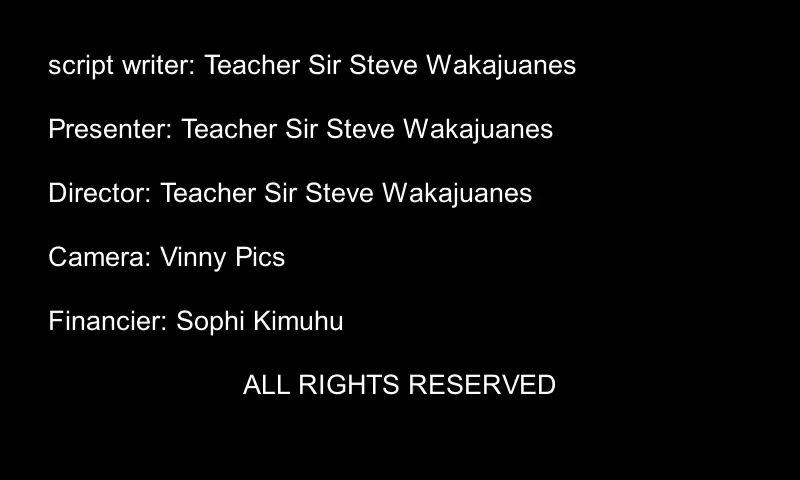 script writer: Teacher Sir Steve Wakajuanes
Presenter: Teacher Sir Steve Wakajuanes
Director: Teacher Sir Steve Wakajuanes
Camera: Vinny Pics
Financier: Sophi Kimuhu
ALL RIGHTS RESERVED